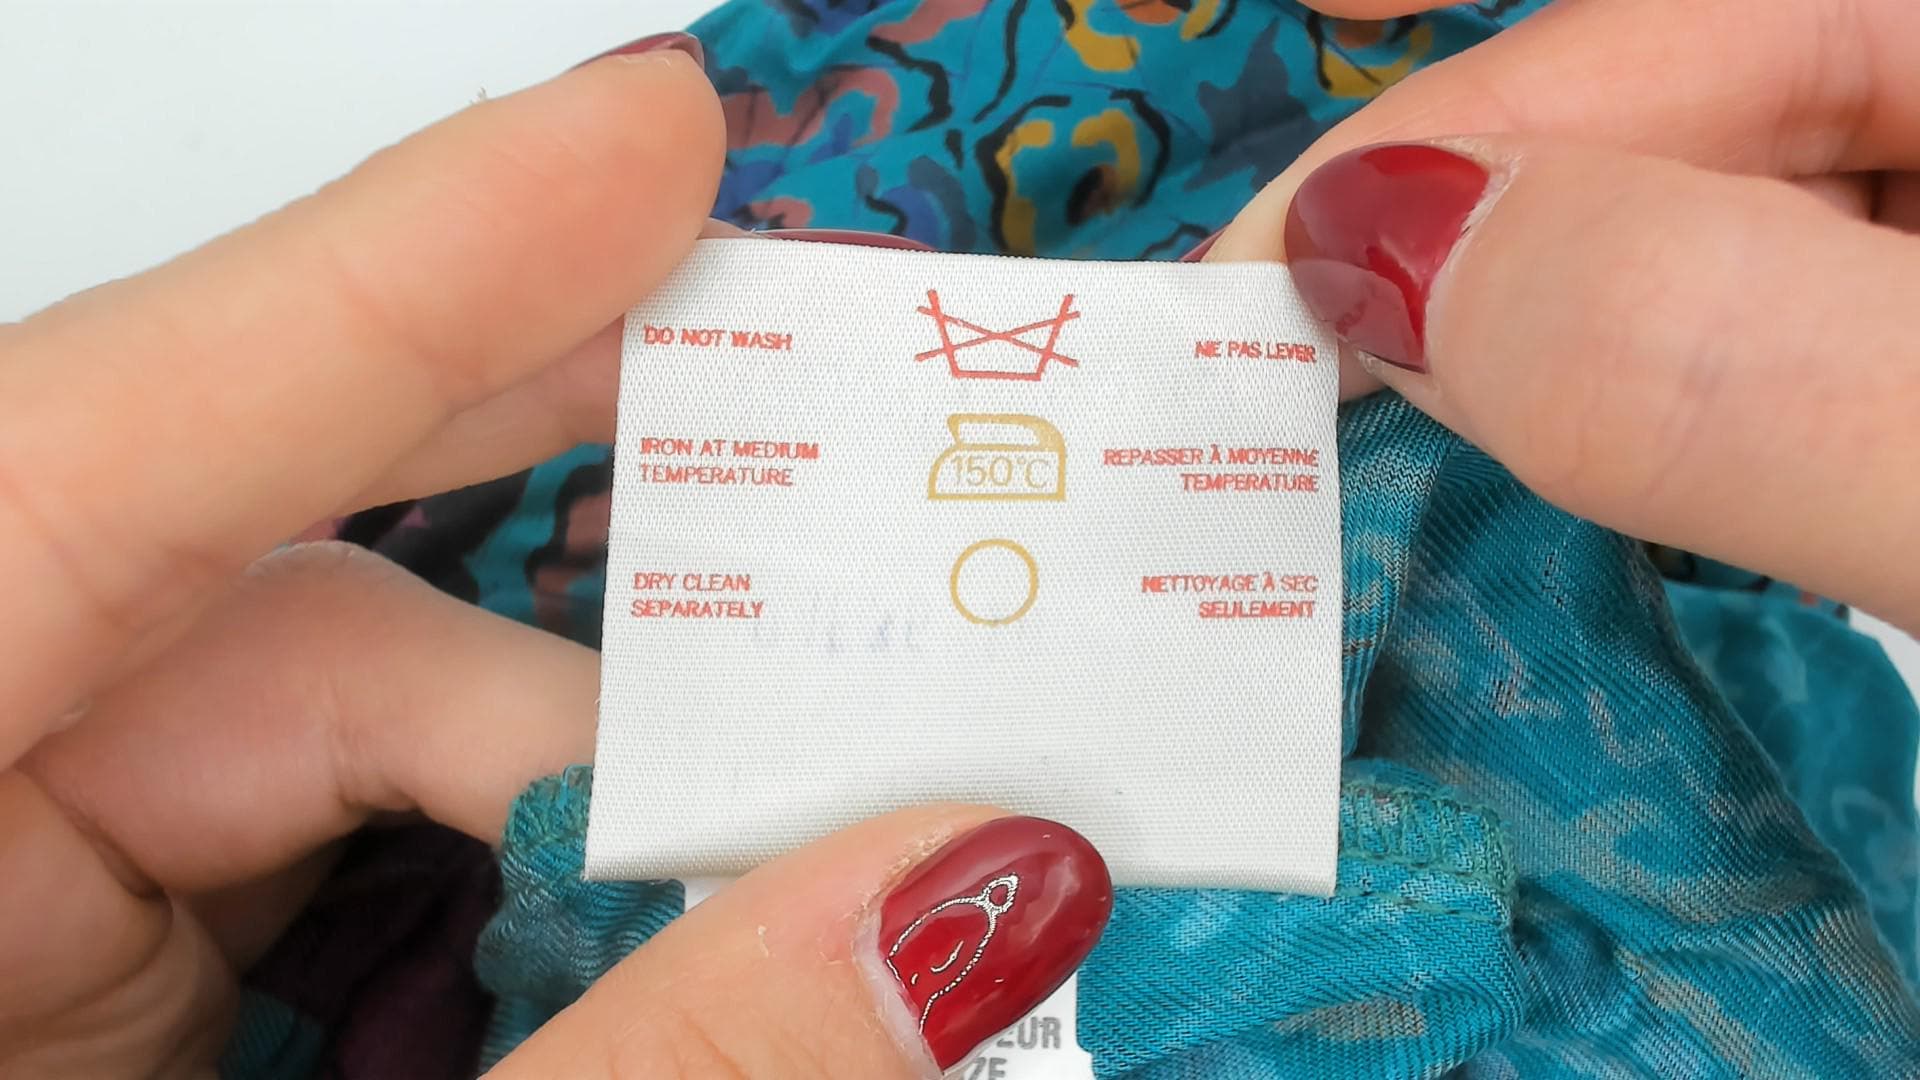 DO NOT WASH
NE PAS LEVER
IRON AT MEDIUM
TEMPERATURE
150°C
REPASSER À MOYENNE
TEMPERATURE
DRY CLEAN
SEPARATELY
NETTOYAGE À SEC
SEULEMENT